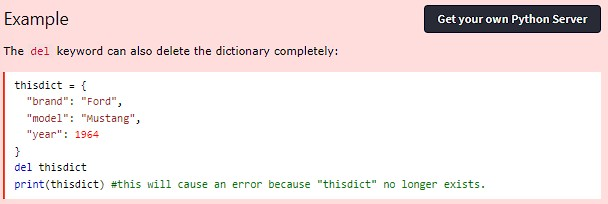 Example
Get your own Python Server
The del keyword can also delete the dictionary completely:
thisdict = {
  "brand": "Ford",
  "model": "Mustang",
  "year": 1964
}
del thisdict
print(thisdict) #this will cause an error because "thisdict" no longer exists.